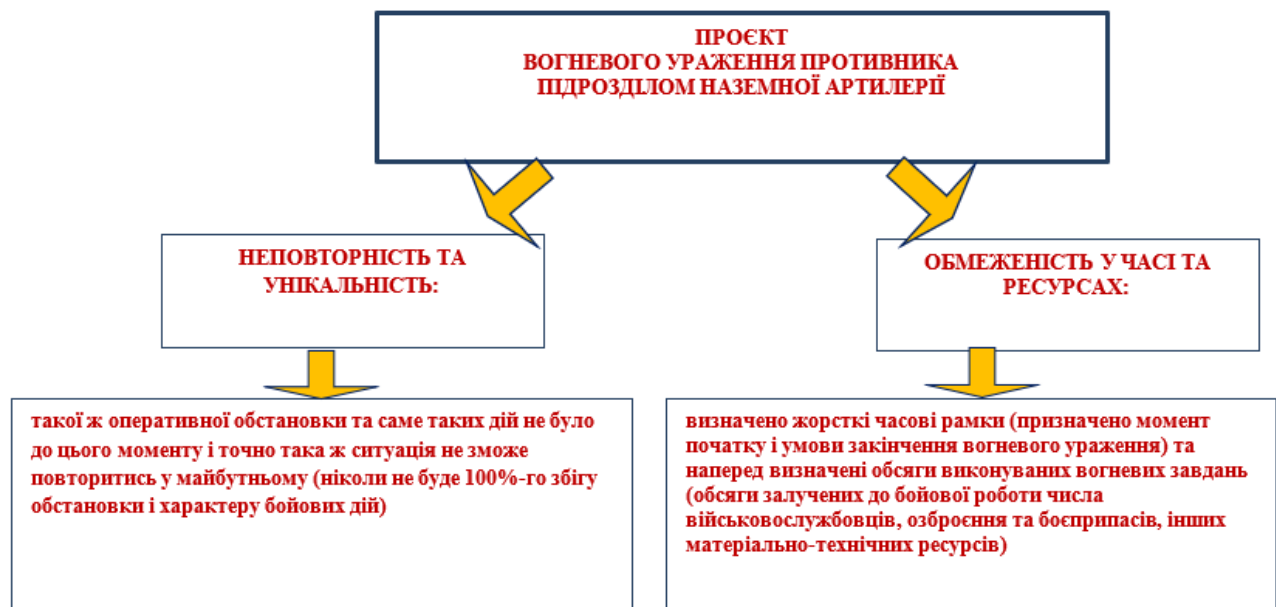 ПРОЄКТ
ВОГНЕВОГО УРАЖЕННЯ ПРОТИВНИКА
ПІДРОЗДІЛОМ НАЗЕМНОЇ АРТИЛЕРІЇ
НЕПОВТОРНІСТЬ ТА
УНІКАЛЬНІСТЬ:
ОБМЕЖЕНІСТЬ У ЧАСІ ТА
РЕСУРСАХ:
такої ж оперативної обстановки та саме таких дій не було
до цього моменту і точно така ж ситуація не зможе
повторитись у майбутньому (ніколи не буде 100%-го збігу
обстановки і характеру бойових дій)
визначено жорсткі часові рамки (призначено момент
початку і умови закінчення вогневого ураження) та
наперед визначені обсяги виконуваних вогневих завдань
(обсяги залучених до бойової роботи числа
військовослужбовців, озброєння та боєприпасів, інших
матеріально-технічних ресурсів)